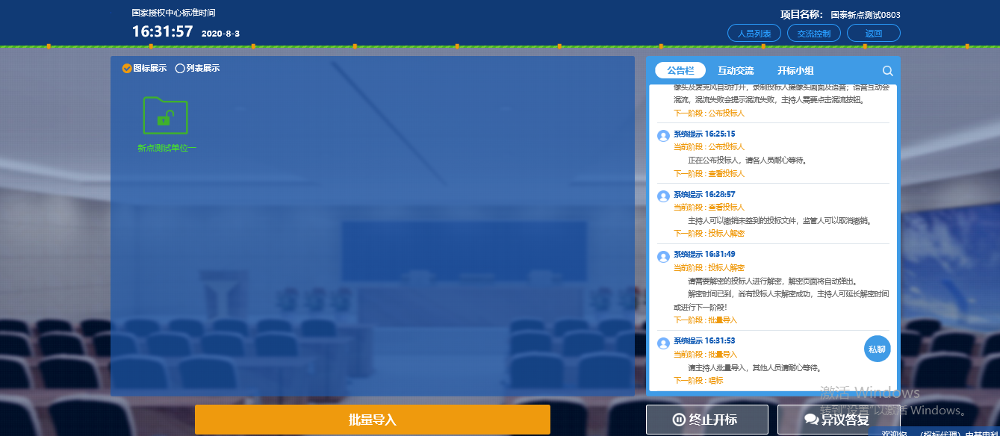 国家授权中心标准时间
16:31:57 2020-8-3
项目名称： 国泰新点测试0803
人员列表 交流控制 返回
图标展示 列表展示
新点测试单位一
批量导入
公告栏 互动交流 开标小组
像头及麦克风自动打开，录制投标人摄像头画面及语音；语音互动会
混流，混流失败会提示混流失败，主持人需要点击混流按钮。
下一阶段 : 公布投标人
系统提示 16:25:15
当前阶段 : 公布投标人
正在公布投标人，请各人员耐心等待。
下一阶段 : 查看投标人
系统提示 16:28:57
当前阶段 : 查看投标人
主持人可以撤销未签到的投标文件，监管人可以取消撤销。
下一阶段 : 投标人解密
系统提示 16:31:49
当前阶段 : 投标人解密
请需要解密的投标人进行解密，解密页面将自动弹出。
解密时间已到，尚有投标人未解密成功，主持人可延长解密时间
或进行下一阶段！
下一阶段 : 批量导入
系统提示 16:31:53
当前阶段 : 批量导入
请主持人批量导入，其他人员请耐心等待。
下一阶段 : 唱标
私聊
终止开标 异议答复
激活 Windows
转到"设置"以激活 Windows。
欢迎您，（招标代理）